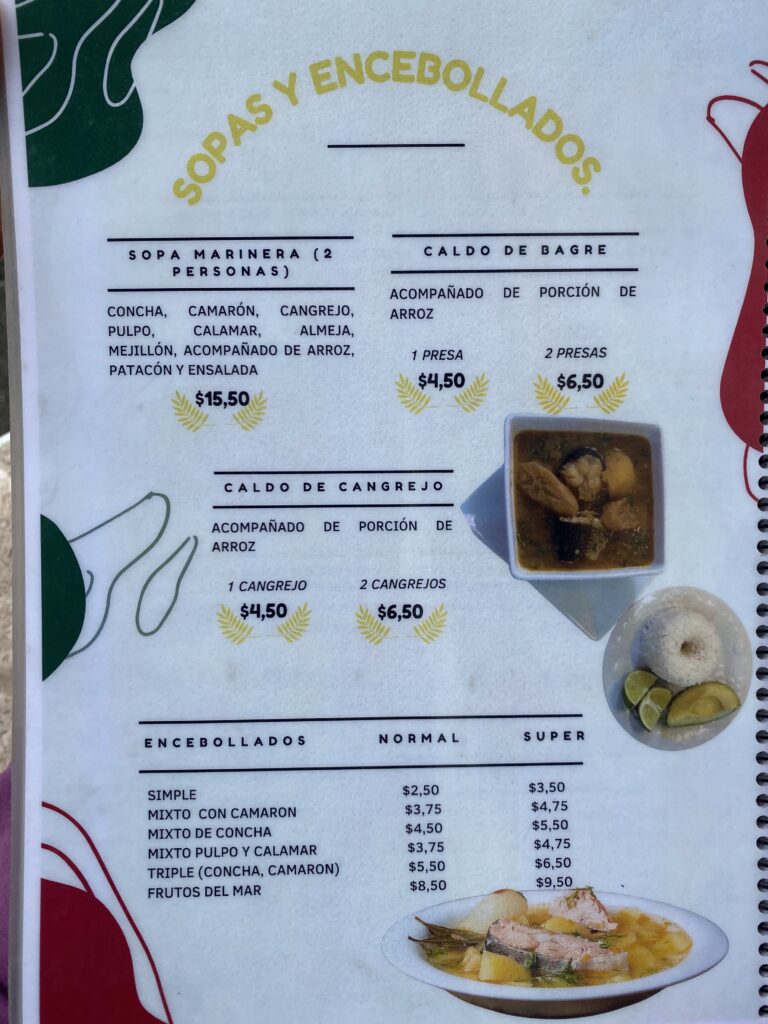 SOPAS Y ENCEBOLLADOS.
SOPA MARINERA (2
PERSONAS)
CONCHA, CAMARÓN, CANGREJO,
PULPO, CALAMAR, ALMEJA,
MEJILLÓN, ACOMPAÑADO DE ARROZ,
PATACÓN Y ENSALADA
$15,50
CALDO DE BAGRE
ACOMPAÑADO DE PORCIÓN DE
ARROZ
1 PRESA 2 PRESAS
$4,50 $6,50
CALDO DE CANGREJO
ACOMPAÑADO DE PORCIÓN DE
ARROZ
1 CANGREJO 2 CANGREJOS
$4,50 $6,50
ENCEBOLLADOS NORMAL SUPER
SIMPLE $2,50 $3,50
MIXTO CON CAMARON $3,75 $4,75
MIXTO DE CONCHA $4,50 $5,50
MIXTO PULPO Y CALAMAR $3,75 $4,75
TRIPLE (CONCHA, CAMARON) $5,50 $6,50
FRUTOS DEL MAR $8,50 $9,50